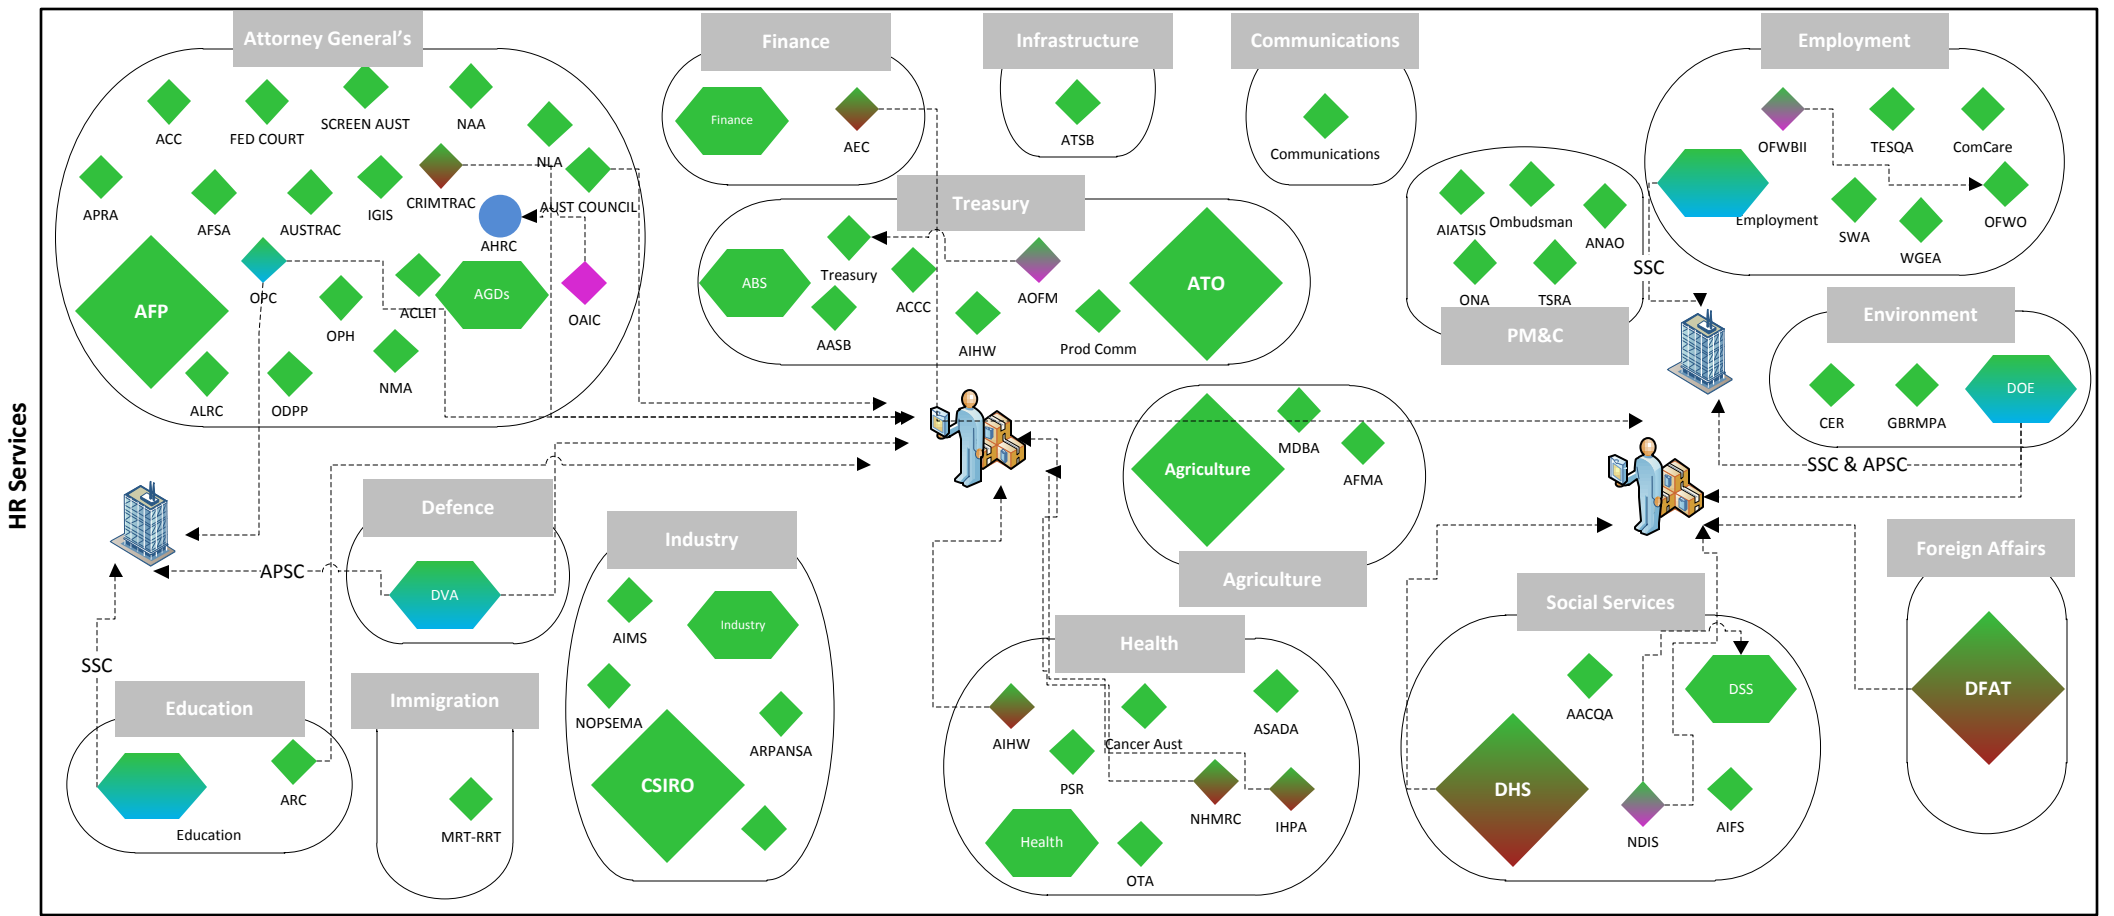 HR Services
Attorney General's
ACC
FED COURT
SCREEN AUST
NAA
NLA
APRA
AFSA
AUSTRAC
IGIS
CRIMTRAC
AUST COUNCIL
AHRC
OPC
AFP
OPH
ACLEI
AGDs
OAIC
ALRC
ODPP
NMA
Finance
Finance
AEC
Infrastructure
ATSB
Communications
Communications
Employment
OFWBII
TESQA
ComCare
Employment
SWA
WGEA
OFWO
Treasury
ABS
Treasury
AASB
ACCC
AIHW
AOFM
Prod Comm
ATO
AIATSIS
Ombudsman
ANAO
ONA
TSRA
PM&C
SSC
Environment
CER
GBRMPA
DOE
SSC & APSC
Agriculture
MDBA
AFMA
Agriculture
Defence
DVA
APSC
SSC
Education
Education
ARC
Immigration
MRT-RRT
Industry
AIMS
Industry
NOPSEMA
ARPANSA
CSIRO
Health
AIHW
Cancer Aust
ASADA
PSR
NHMRC
IHPA
Health
OTA
Social Services
AACQA
DSS
DHS
NDIS
AIFS
Foreign Affairs
DFAT